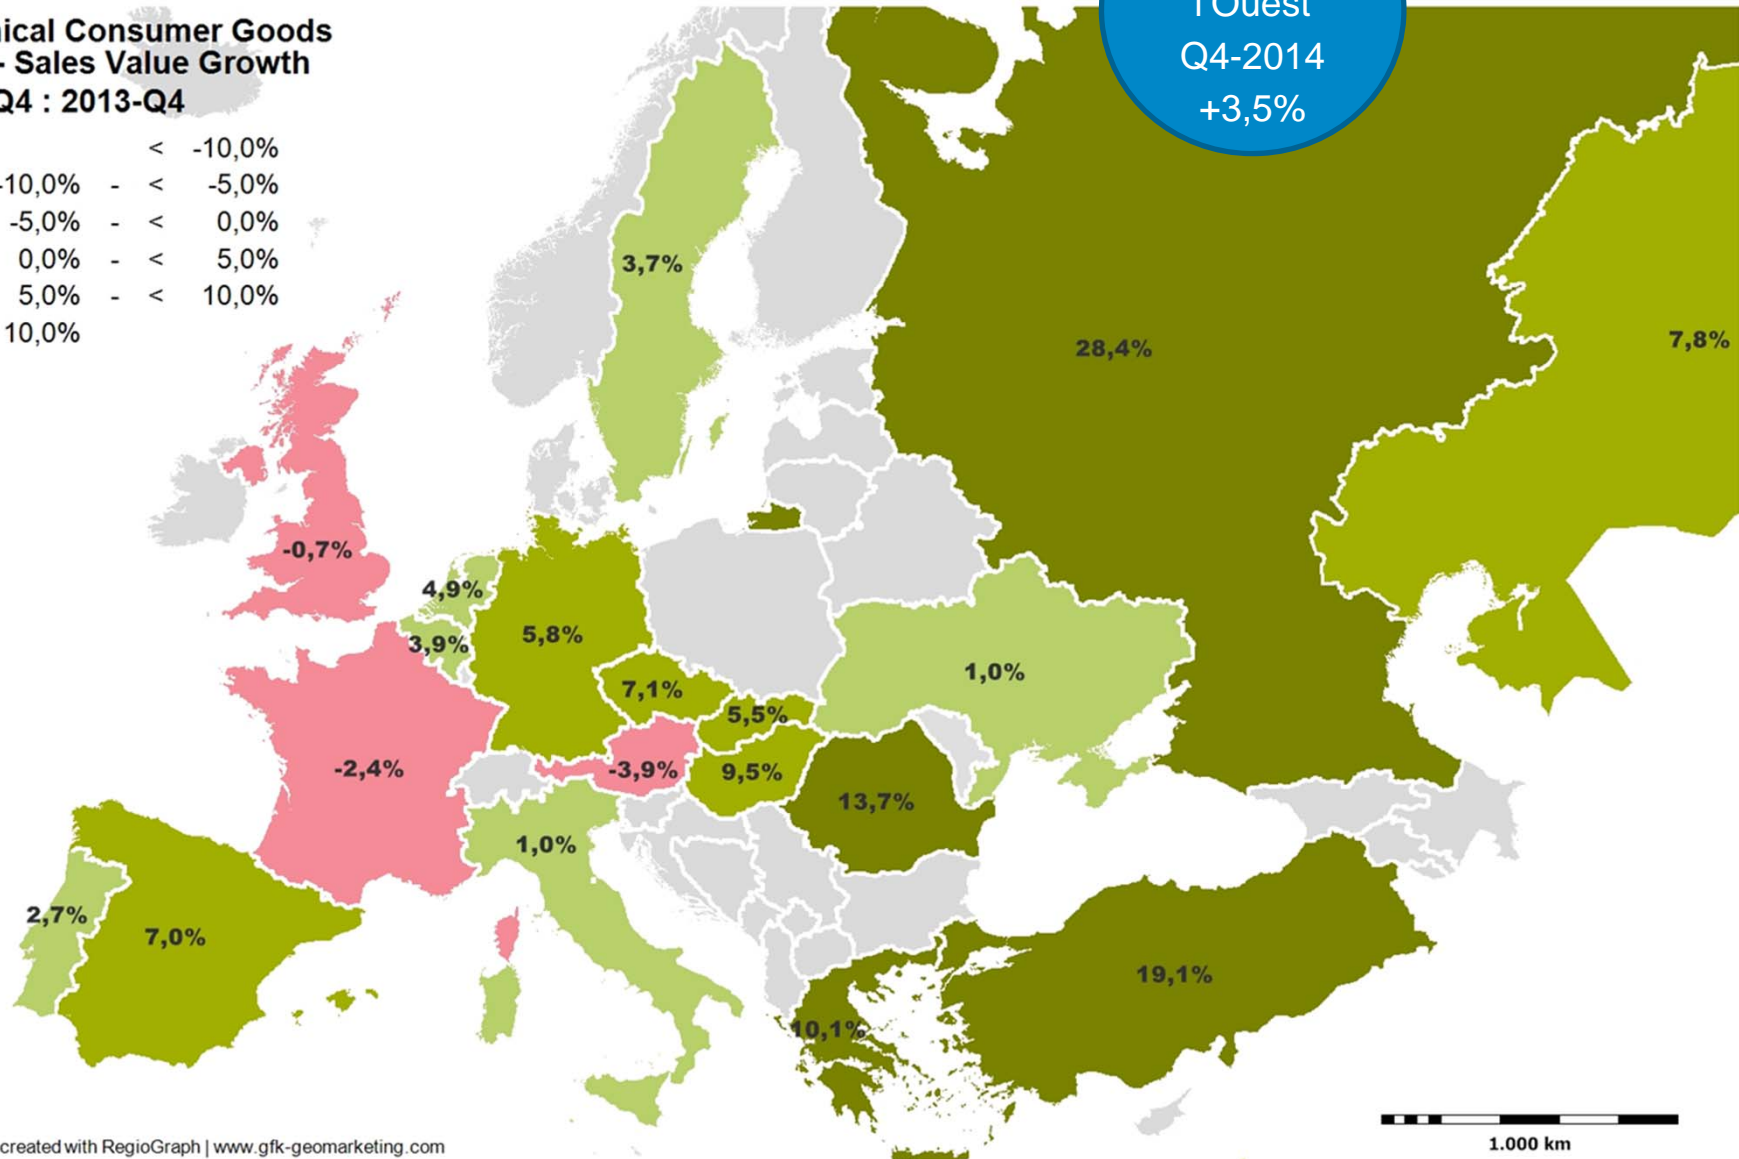 ical Consumer Goods
- Sales Value Growth
Q4 : 2013-Q4
< -10,0%
-10,0% - < -5,0%
-5,0% - < 0,0%
0,0% - < 5,0%
5,0% - < 10,0%
10,0%
l'Ouest
Q4-2014
+3,5%
3,7%
28,4%
7,8%
-0,7%
4,9%
3,9%
5,8%
7,1%
5,5%
1,0%
-2,4%
-3,9%
9,5%
13,7%
1,0%
2,7%
7,0%
19,1%
10,1%
created with RegioGraph | www.gfk-geomarketing.com
1.000 km